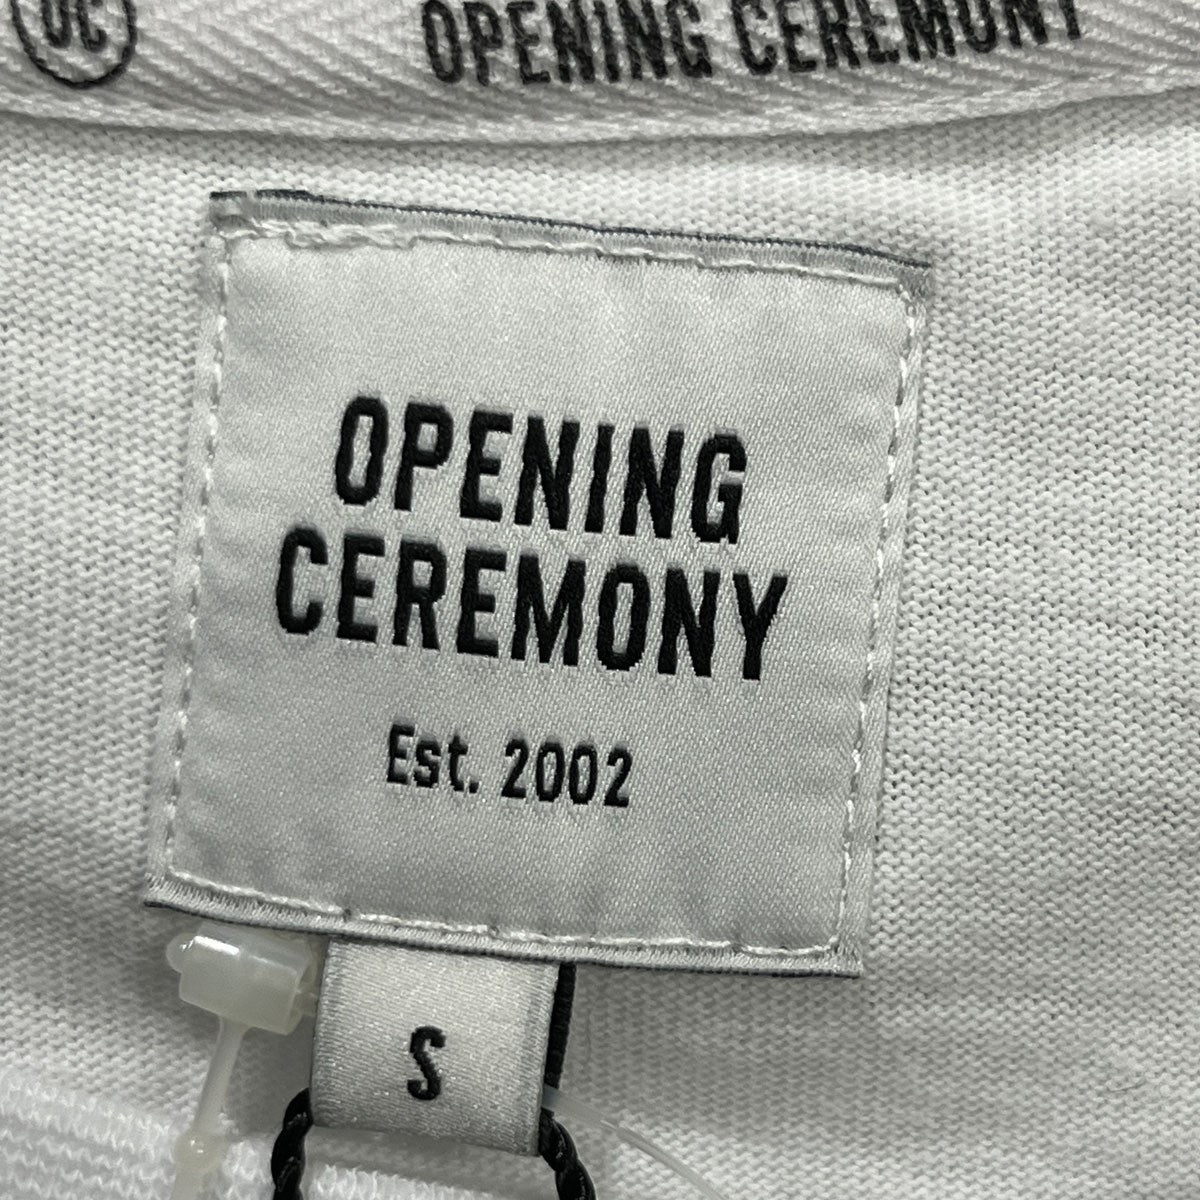 OC OPENING CEREMONY
OPENING
CEREMONY
Est. 2002
S